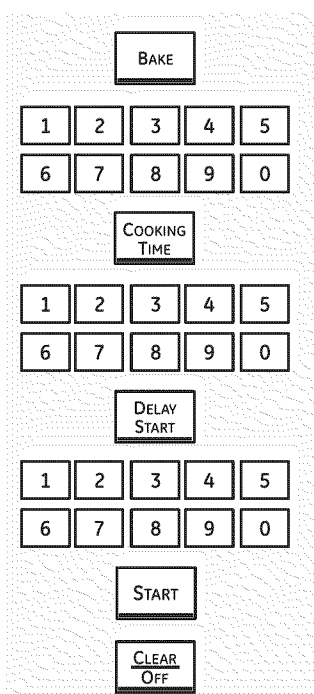 BAKE
1 2 3 4 5
6 7 8 9 0
COOKING
TIME
1 2 3 4 5
6 7 8 9 0
DELAY
START
1 2 3 4 5
6 7 8 9 0
START
CLEAR
OFF